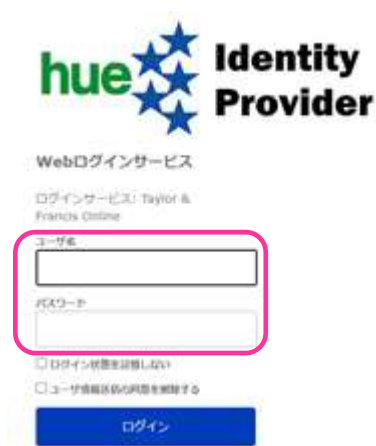 hue
Identity
Provider
Webログインサービス
ログインサービス: Taylor &
Francis Online
ユーザ名
パスワード
ログイン状態を記憶しない
ユーザ情報送信の同意を解除する
ログイン